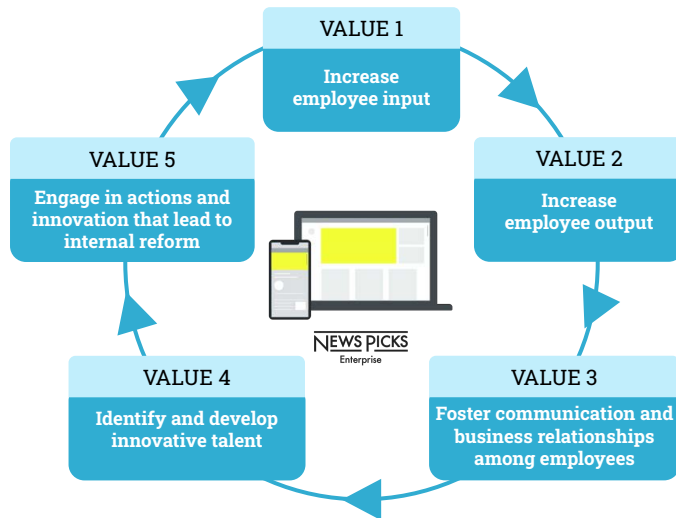 VALUE 1
Increase
employee input
VALUE 2
Increase
employee output
VALUE 3
Foster communication and
business relationships
among employees
VALUE 4
Identify and develop
innovative talent
VALUE 5
Engage in actions and
innovation that lead to
internal reform
NEWS PICKS
Enterprise